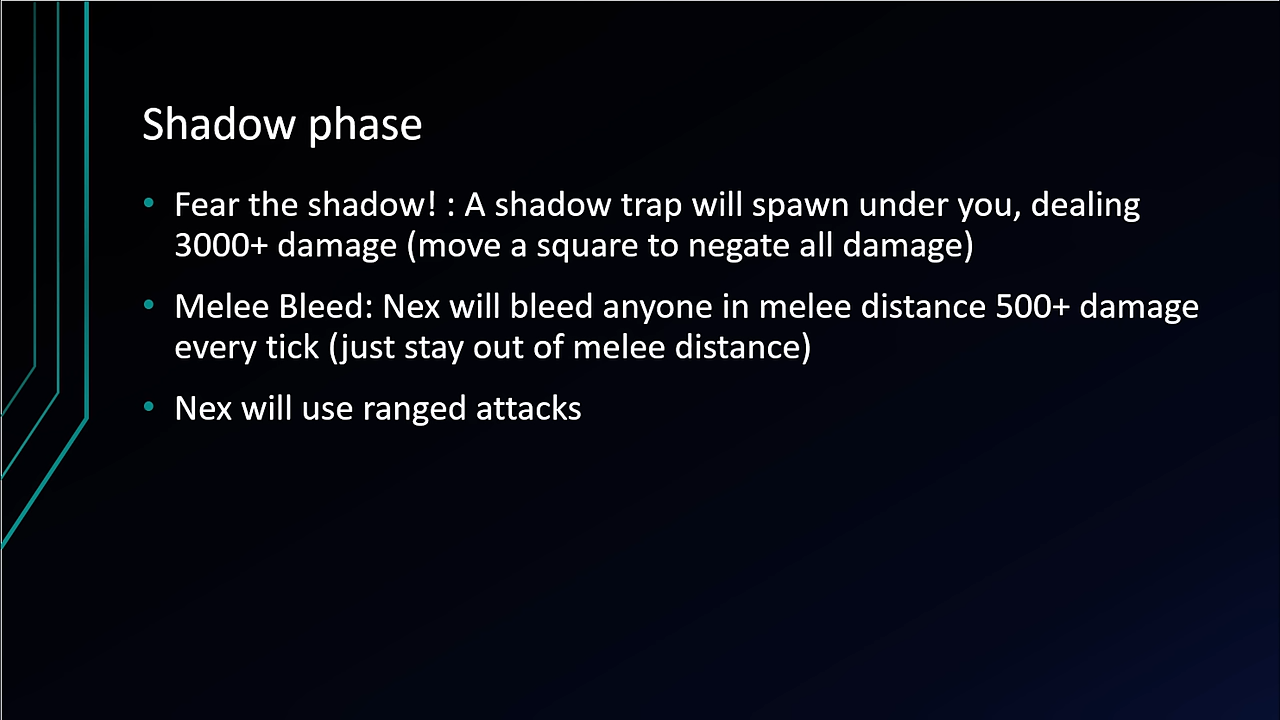 Shadow phase
• Fear the shadow! : A shadow trap will spawn under you, dealing
3000+ damage (move a square to negate all damage)
• Melee Bleed: Nex will bleed anyone in melee distance 500+ damage
every tick (just stay out of melee distance)
• Nex will use ranged attacks